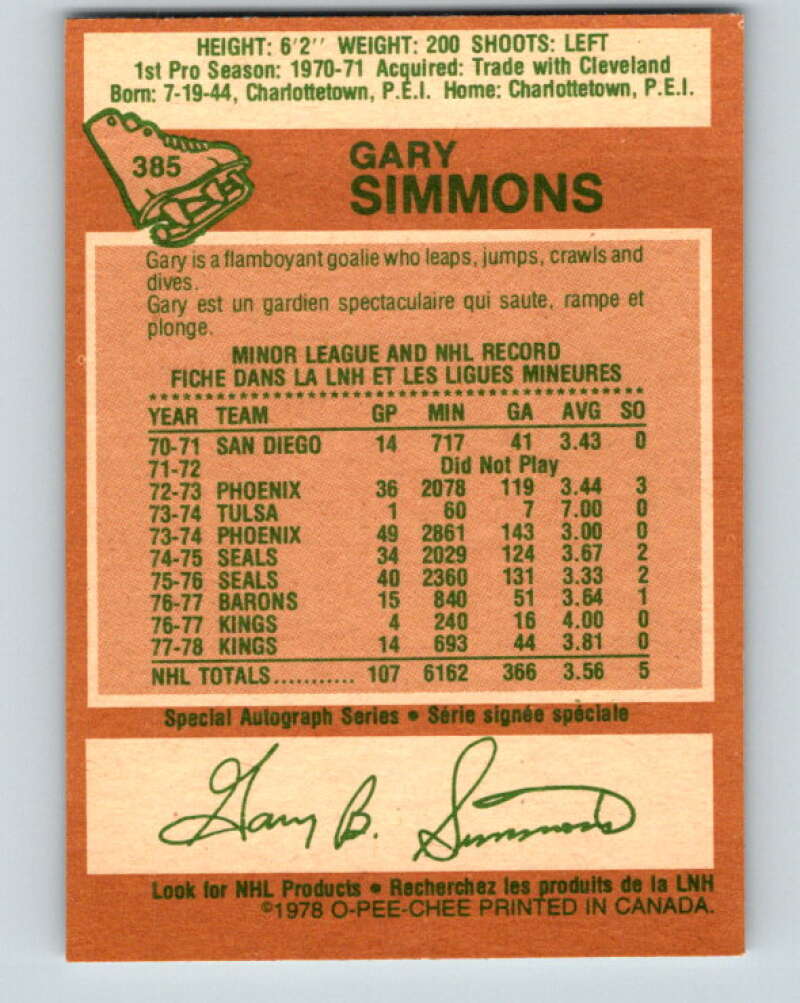 HEIGHT: 6'2'' WEIGHT: 200 SHOOTS: LEFT
1st Pro Season: 1970-71 Acquired: Trade with Cleveland
Born: 7-19-44, Charlottetown, P.E.I. Home: Charlottetown, P.E.I.
385
GARY
SIMMONS
Gary is a flamboyant goalie who leaps, jumps, crawls and
dives.
Gary est un gardien spectaculaire qui saute, rampe et
plonge.
MINOR LEAGUE AND NHL RECORD
FICHE DANS LA LNH ET LES LIGUES MINEURES
YEAR TEAM GP MIN GA AVG SO
70-71 SAN DIEGO 14 717 41 3.43 0
71-72 Did Not Play
72-73 PHOENIX 36 2078 119 3.44 3
73-74 TULSA 1 60 7 7.00 0
73-74 PHOENIX 49 2861 143 3.00 0
74-75 SEALS 34 2029 124 3.67 2
75-76 SEALS 40 2360 131 3.33 2
76-77 BARONS 15 840 51 3.64 1
76-77 KINGS 4 240 16 4.00 0
77-78 KINGS 14 693 44 3.81 0
NHL TOTALS........... 107 6162 366 3.56 5
Special Autograph Series • Série signée spéciale
Gary B. Simmons
Look for NHL Products • Recherchez les produits de la LNH
©1978 O-PEE-CHEE PRINTED IN CANADA.